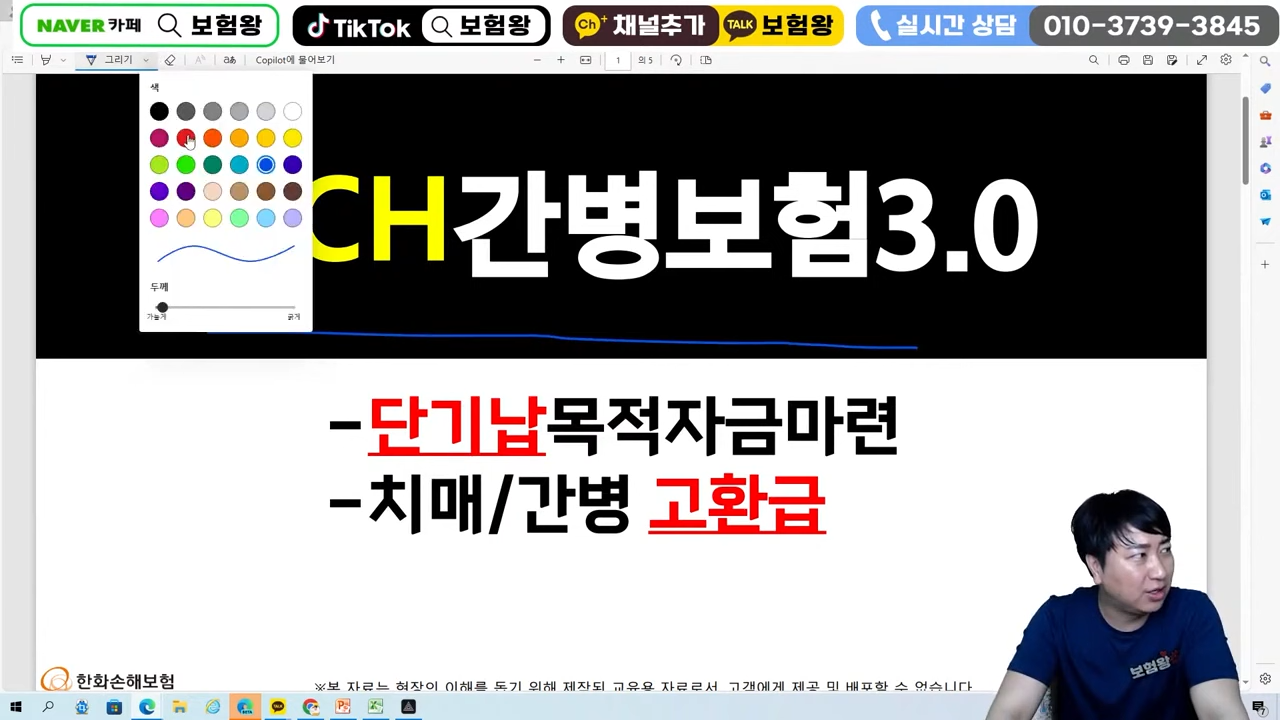 NAVER 카페 보험왕
TikTok 보험왕
Ch+ 채널추가 TALK 보험왕
실시간 상담 010-3739-3845
그리기
aあ
Copilot에 물어보기
1 의 5
색
두께
가늘게 굵게
CH간병보험3.0
-단기납목적자금마련
-치매/간병 고환급
보험왕
한화손해보험
※본 자료는 현장의 이해를 돕기 위해 제작된 교육용 자료로서, 고객에게 제공 및 배포할 수 없습니다